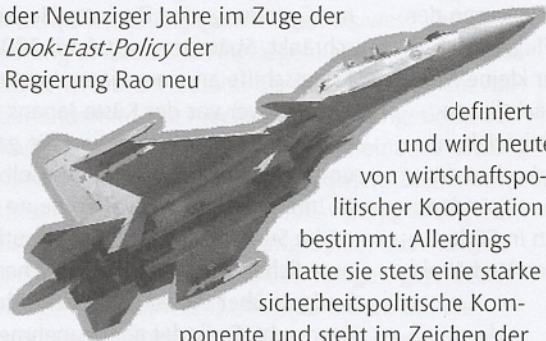 der Neunziger Jahre im Zuge der
Look-East-Policy der
Regierung Rao neu
definiert
und wird heute
von wirtschaftspo-
litischer Kooperation
bestimmt. Allerdings
hatte sie stets eine starke
sicherheitspolitische Kom-
ponente und steht im Zeichen der